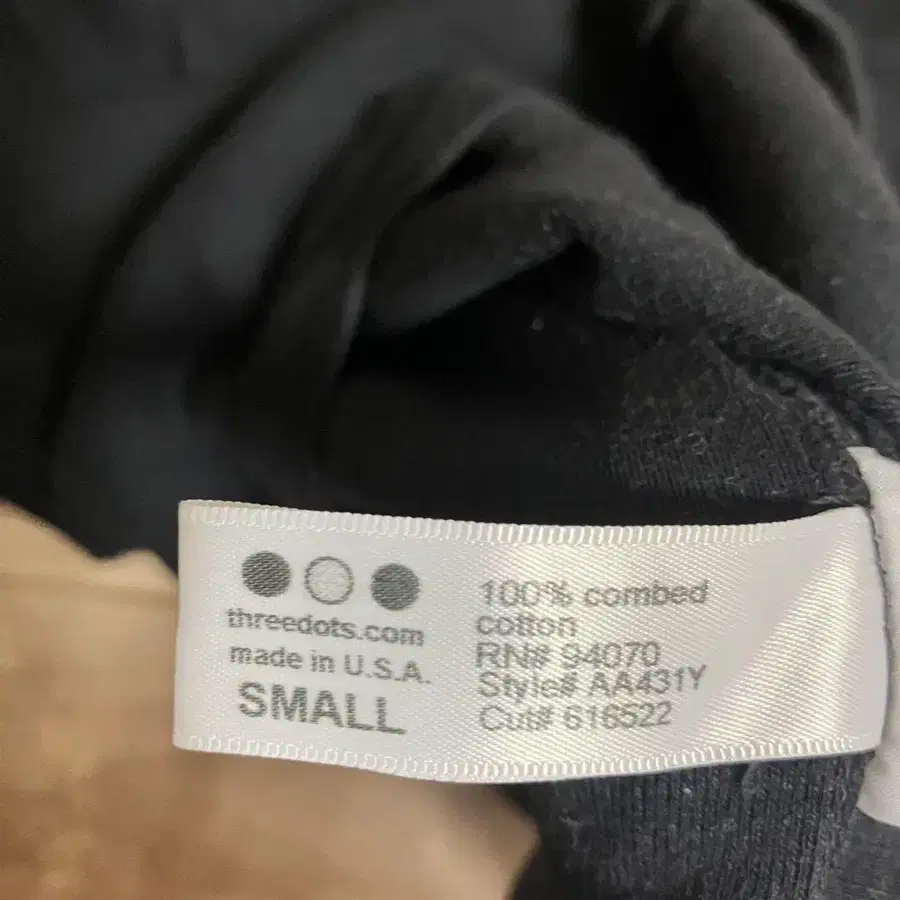 threedots.com
made in U.S.A.
SMALL
100% combed
cotton
RN# 94070
Style# AA431Y
Cut# 616522